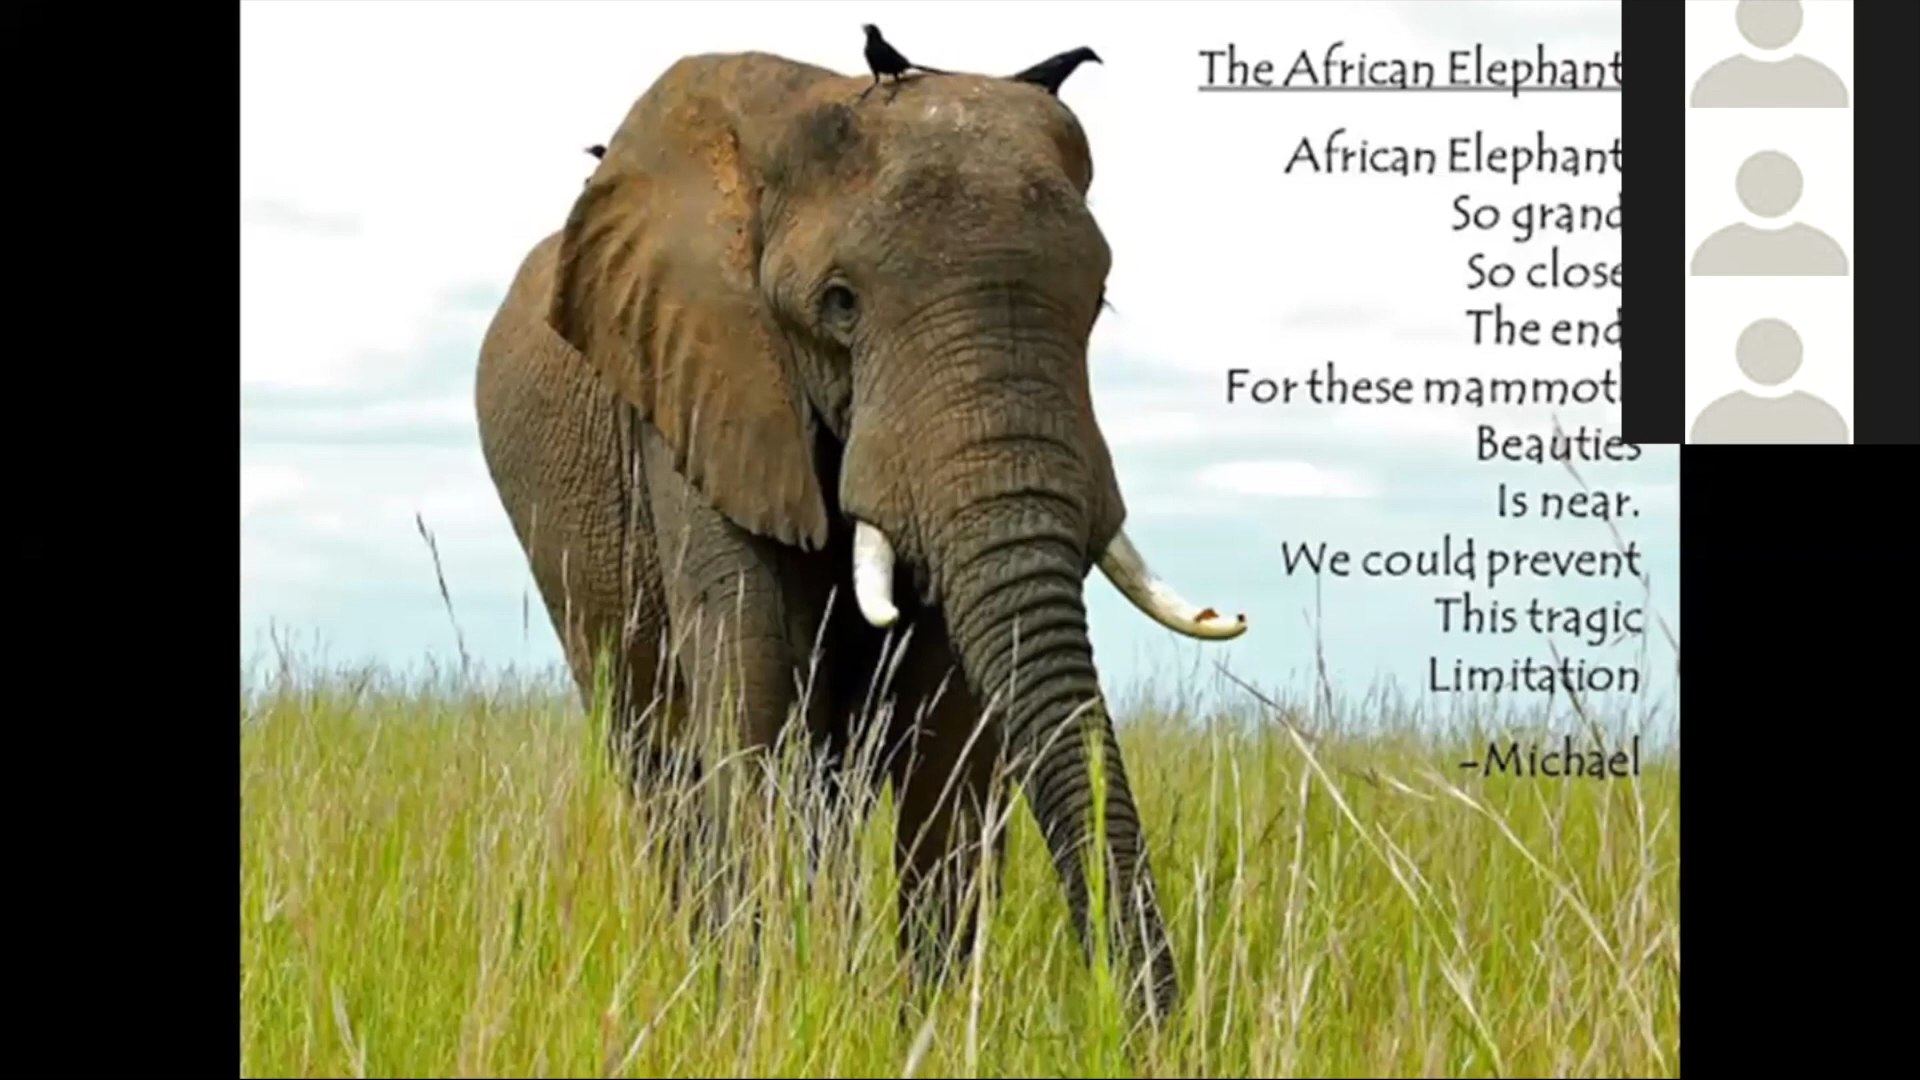 The African Elephant
African Elephant
So grand
So close
The end
For these mammoth
Beauties
Is near.
We could prevent
This tragic
Limitation
-Michael